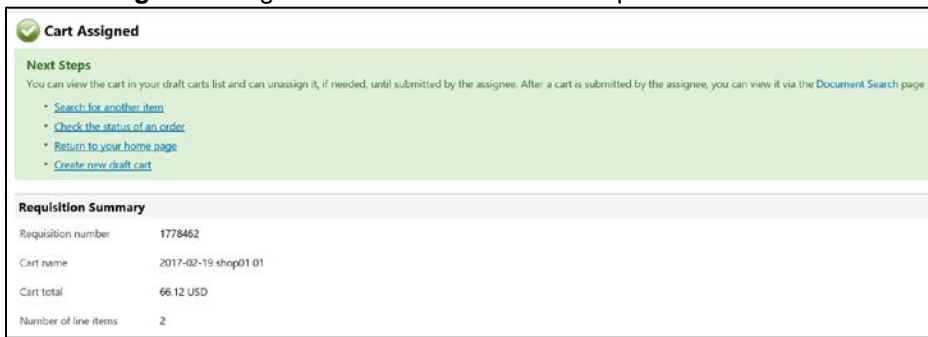 Cart Assigned
Next Steps
You can view the cart in your draft carts list and can unassign it, if needed, until submitted by the assignee. After a cart is submitted by the assignee, you can view it via the Document Search page
• Search for another item
• Check the status of an order
• Return to your home page
• Create new draft cart
Requisition Summary
Requisition number 1778462
Cart name 2017-02-19 shop01 01
Cart total 66.12 USD
Number of line items 2